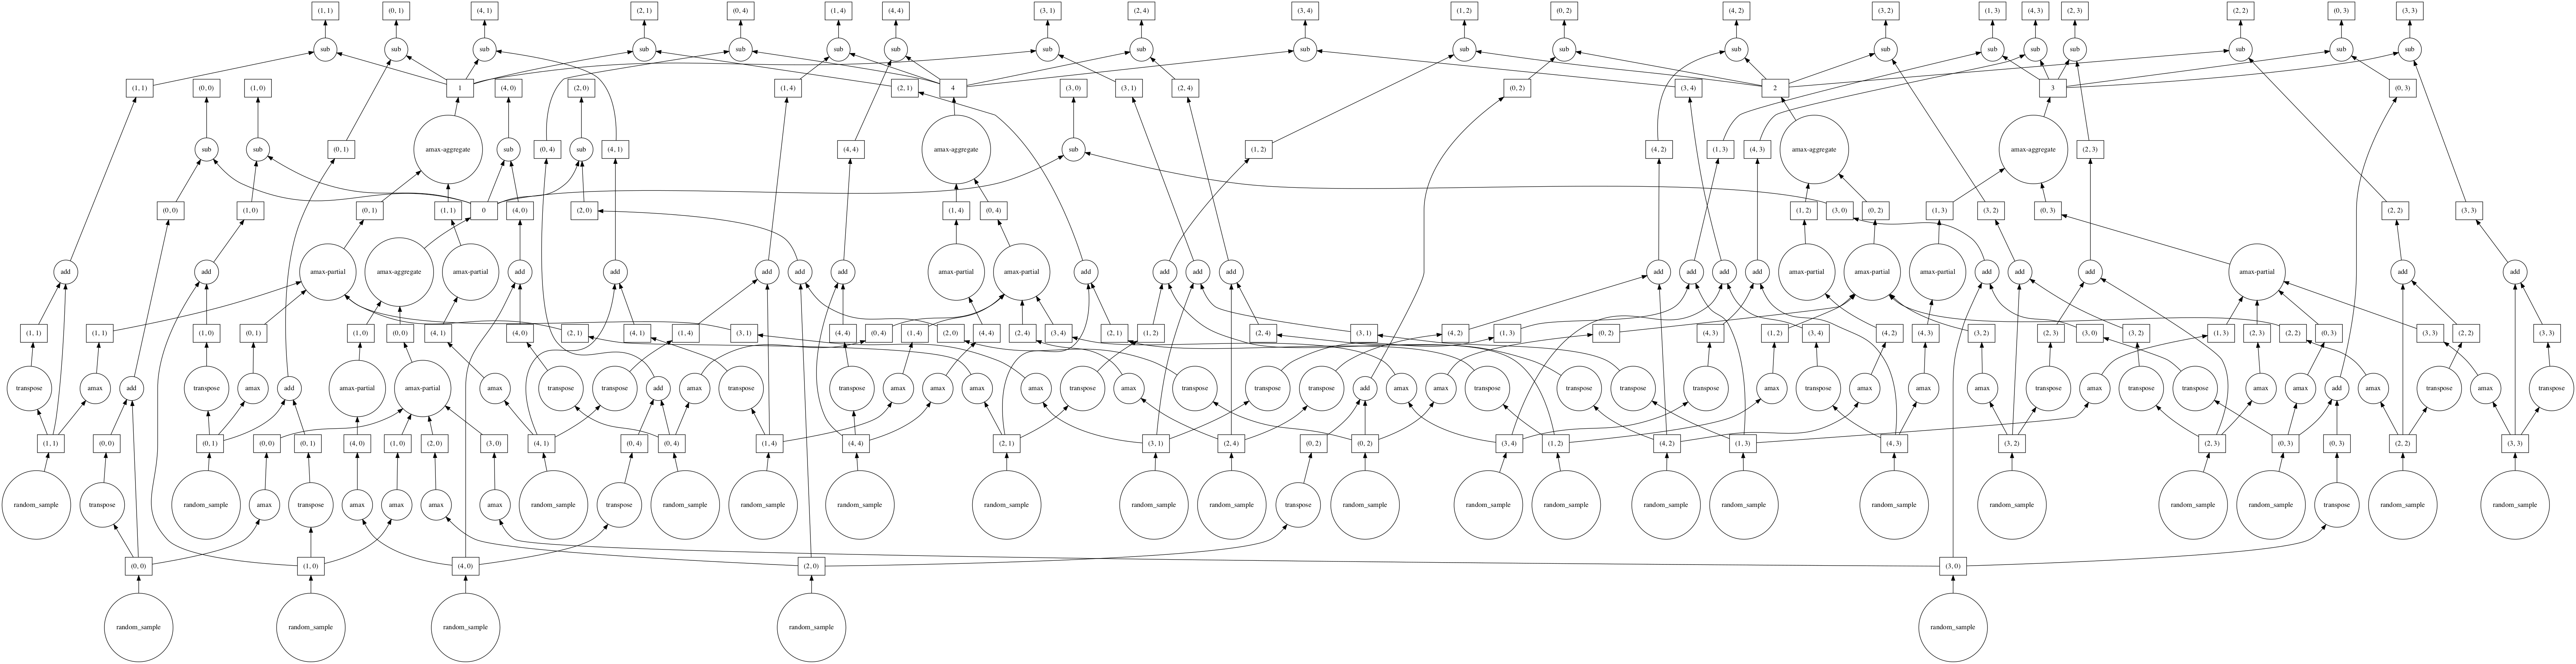 (1, 1) (0, 1) (4, 1) (2, 1) (0, 4) (1, 4) (4, 4) (3, 1) (2, 4) (3, 4) (1, 2) (0, 2) (4, 2) (3, 2) (1, 3) (4, 3) (2, 3) (2, 2) (0, 3) (3, 3)
sub sub sub sub sub sub sub sub sub sub sub sub sub sub sub sub sub sub sub sub
(1, 1) (0, 0) (1, 0) 1 (4, 0) (0, 4) (2, 0) (1, 4) (2, 1) 4 (3, 0) (3, 1) (2, 4) (0, 2) (3, 4) 2 3 (0, 3)
sub sub (0, 1) amax-aggregate sub (0, 4) sub (4, 1) (4, 4) amax-aggregate sub (1, 2) (4, 2) (1, 3) (4, 3) amax-aggregate amax-aggregate (2, 3)
(0, 0) (1, 0) (0, 1) (1, 1) 0 (4, 0) (2, 0) (1, 4) (0, 4) (1, 2) (3, 0) (0, 2) (1, 3) (3, 2) (0, 3) (2, 2) (3, 3)
add add amax-partial amax-aggregate amax-partial add add add add add amax-partial amax-partial add add add add add add add add amax-partial amax-partial amax-partial add add add amax-partial add add
(1, 1) (1, 1) (1, 0) (0, 1) (1, 0) (0, 0) (4, 1) (4, 0) (2, 1) (4, 1) (1, 4) (3, 1) (4, 4) (0, 4) (1, 4) (2, 0) (4, 4) (2, 4) (3, 4) (2, 1) (1, 2) (2, 4) (3, 1) (4, 2) (1, 3) (0, 2) (4, 3) (1, 2) (3, 4) (4, 2) (4, 3) (3, 2) (2, 3) (3, 0) (3, 2) (1, 3) (2, 3) (2, 2) (0, 3) (3, 3) (2, 2) (3, 3)
transpose amax add transpose amax add amax-partial amax-partial amax transpose transpose add amax transpose transpose amax amax amax amax transpose amax transpose transpose transpose add amax amax transpose transpose transpose transpose amax transpose amax amax amax transpose amax transpose transpose amax amax add amax transpose amax transpose
(1, 1) (0, 0) (0, 1) (0, 0) (0, 1) (4, 0) (1, 0) (2, 0) (3, 0) (4, 1) (0, 4) (0, 4) (1, 4) (4, 4) (2, 1) (3, 1) (2, 4) (0, 2) (0, 2) (3, 4) (1, 2) (4, 2) (1, 3) (4, 3) (3, 2) (2, 3) (0, 3) (0, 3) (2, 2) (3, 3)
random_sample transpose random_sample amax transpose amax amax amax amax random_sample transpose random_sample random_sample random_sample random_sample random_sample random_sample transpose random_sample random_sample random_sample random_sample random_sample random_sample random_sample random_sample random_sample transpose random_sample random_sample
(0, 0) (1, 0) (4, 0) (2, 0) (3, 0)
random_sample random_sample random_sample random_sample random_sample